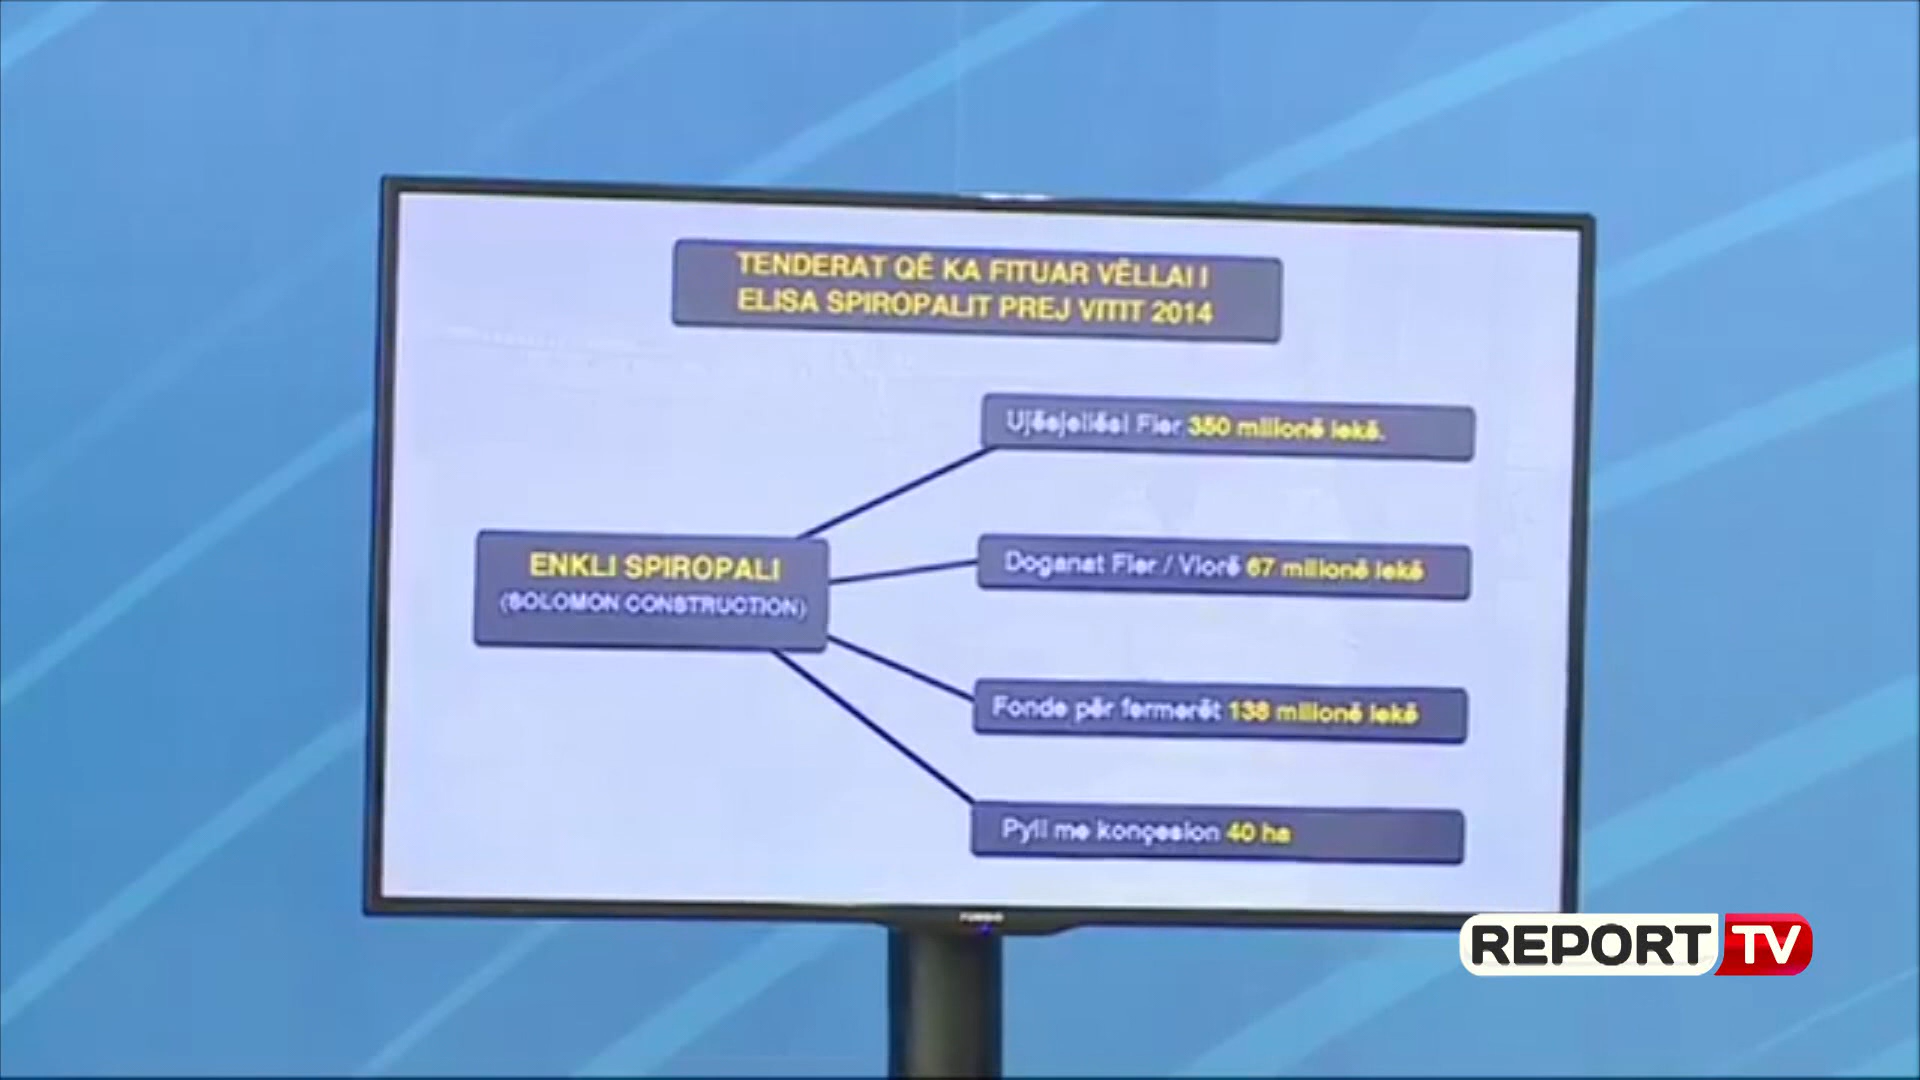 TENDERAT QË KA FITUAR VËLLAI I
ELISA SPIROPALIT PREJ VITIT 2014
Ujësjellësi Fier 350 milionë lekë.
ENKLI SPIROPALI
(SOLOMON CONSTRUCTION)
Doganat Fier / Vlorë 67 milionë lekë
Fonde për fermerët 138 milionë lekë
Pyll me konçesion 40 ha
REPORT TV